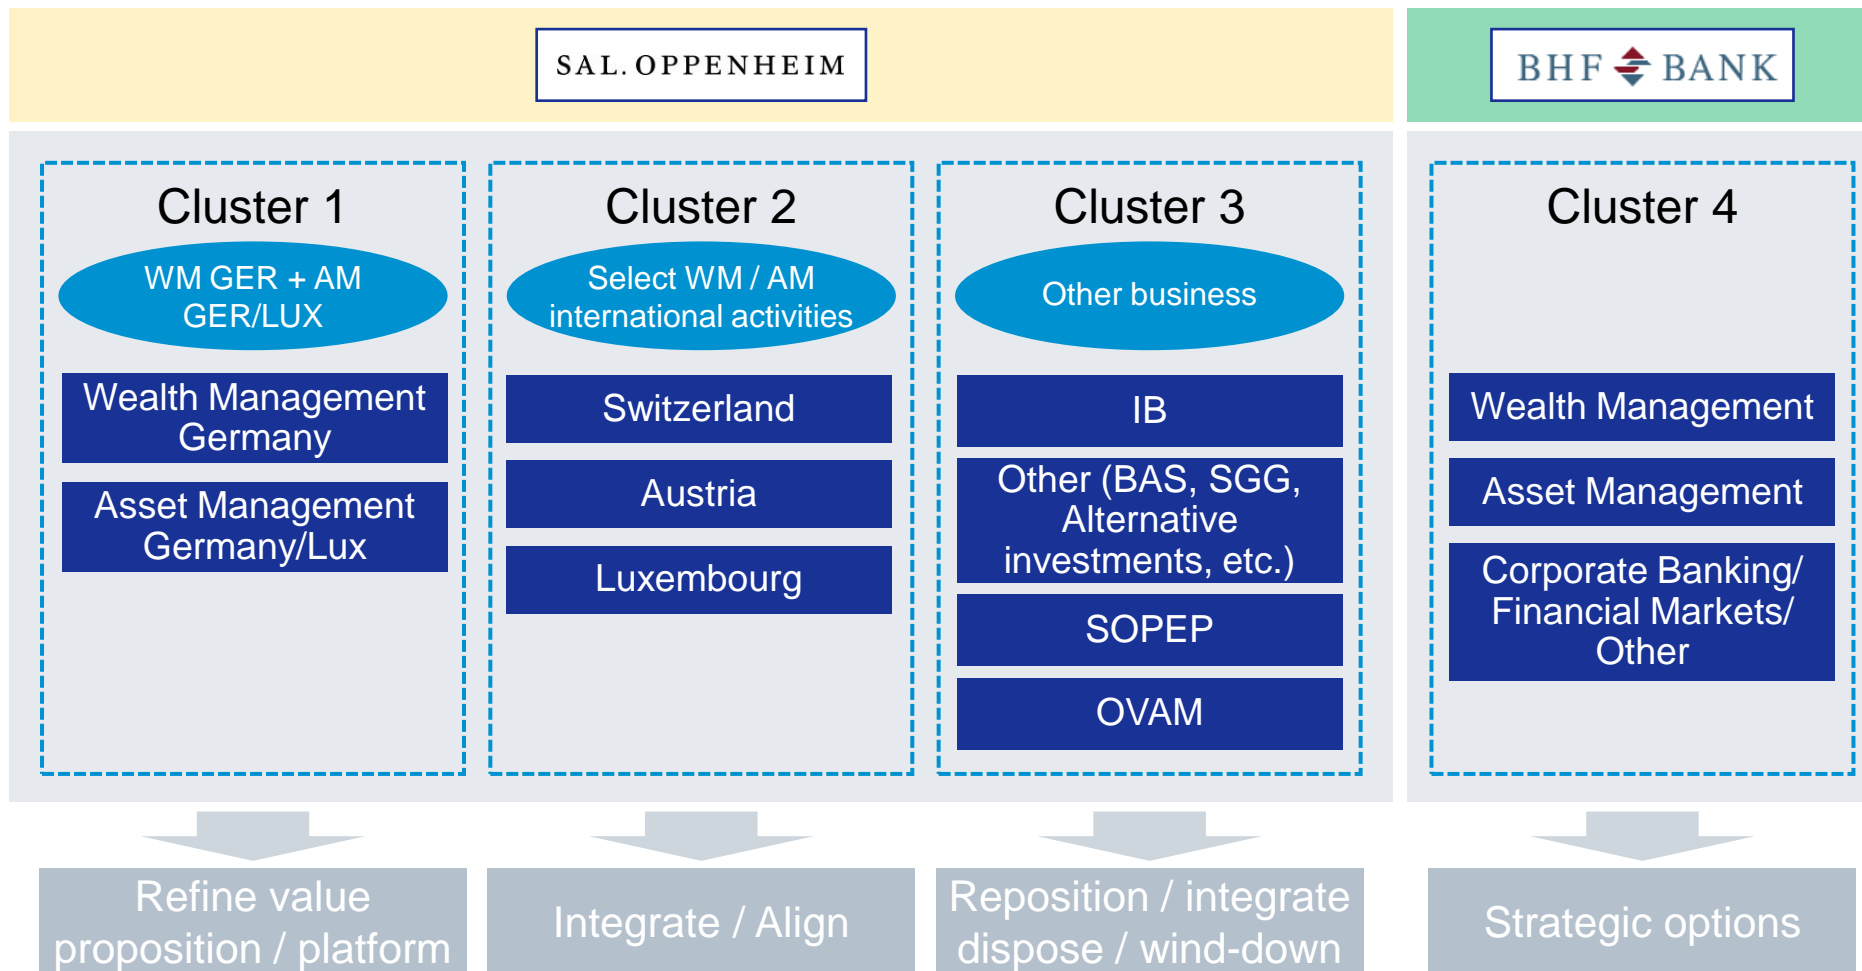 SAL. OPPENHEIM
BHF BANK
Cluster 1
WM GER + AM
GER/LUX
Wealth Management
Germany
Asset Management
Germany/Lux
Refine value
proposition / platform
Cluster 2
Select WM / AM
international activities
Switzerland
Austria
Luxembourg
Integrate / Align
Cluster 3
Other business
IB
Other (BAS, SGG,
Alternative
investments, etc.)
SOPEP
OVAM
Reposition / integrate
dispose / wind-down
Cluster 4
Wealth Management
Asset Management
Corporate Banking/
Financial Markets/
Other
Strategic options